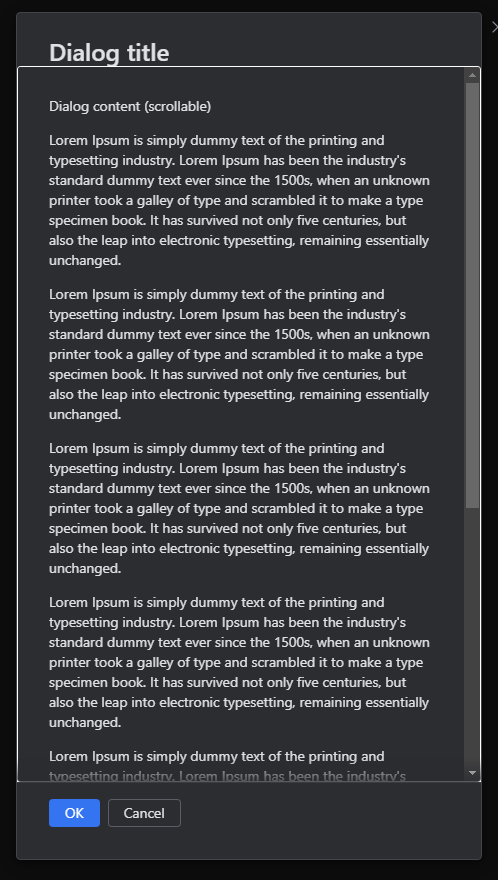 Dialog title
Dialog content (scrollable)
Lorem Ipsum is simply dummy text of the printing and
typesetting industry. Lorem Ipsum has been the industry's
standard dummy text ever since the 1500s, when an unknown
printer took a galley of type and scrambled it to make a type
specimen book. It has survived not only five centuries, but
also the leap into electronic typesetting, remaining essentially
unchanged.
Lorem Ipsum is simply dummy text of the printing and
typesetting industry. Lorem Ipsum has been the industry's
standard dummy text ever since the 1500s, when an unknown
printer took a galley of type and scrambled it to make a type
specimen book. It has survived not only five centuries, but
also the leap into electronic typesetting, remaining essentially
unchanged.
Lorem Ipsum is simply dummy text of the printing and
typesetting industry. Lorem Ipsum has been the industry's
standard dummy text ever since the 1500s, when an unknown
printer took a galley of type and scrambled it to make a type
specimen book. It has survived not only five centuries, but
also the leap into electronic typesetting, remaining essentially
unchanged.
Lorem Ipsum is simply dummy text of the printing and
typesetting industry. Lorem Ipsum has been the industry's
standard dummy text ever since the 1500s, when an unknown
printer took a galley of type and scrambled it to make a type
specimen book. It has survived not only five centuries, but
also the leap into electronic typesetting, remaining essentially
unchanged.
Lorem Ipsum is simply dummy text of the printing and
typesetting industry. Lorem Ipsum has been the industry's
OK
Cancel